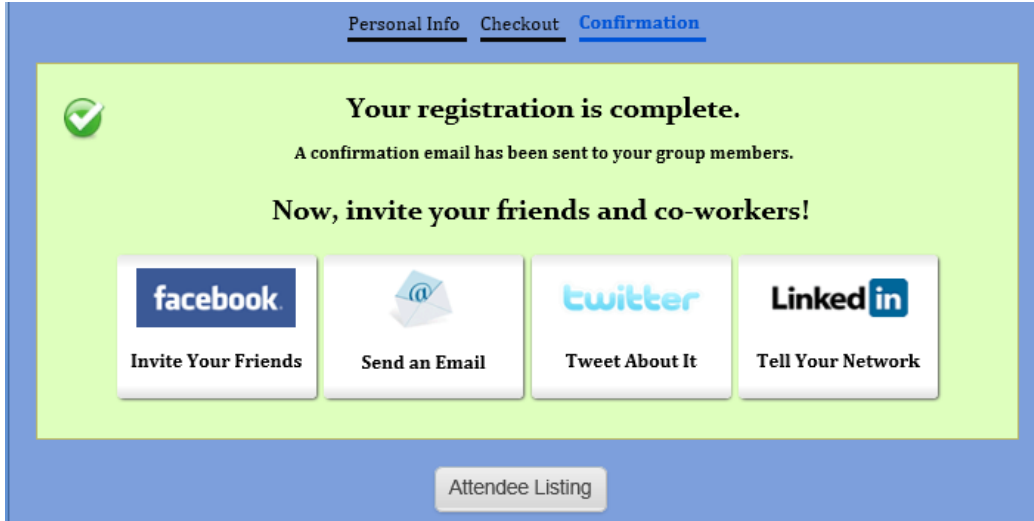 Personal Info Checkout Confirmation
Your registration is complete.
A confirmation email has been sent to your group members.
Now, invite your friends and co-workers!
facebook.
Invite Your Friends
@
Send an Email
twitter
Tweet About It
Linked in
Tell Your Network
Attendee Listing